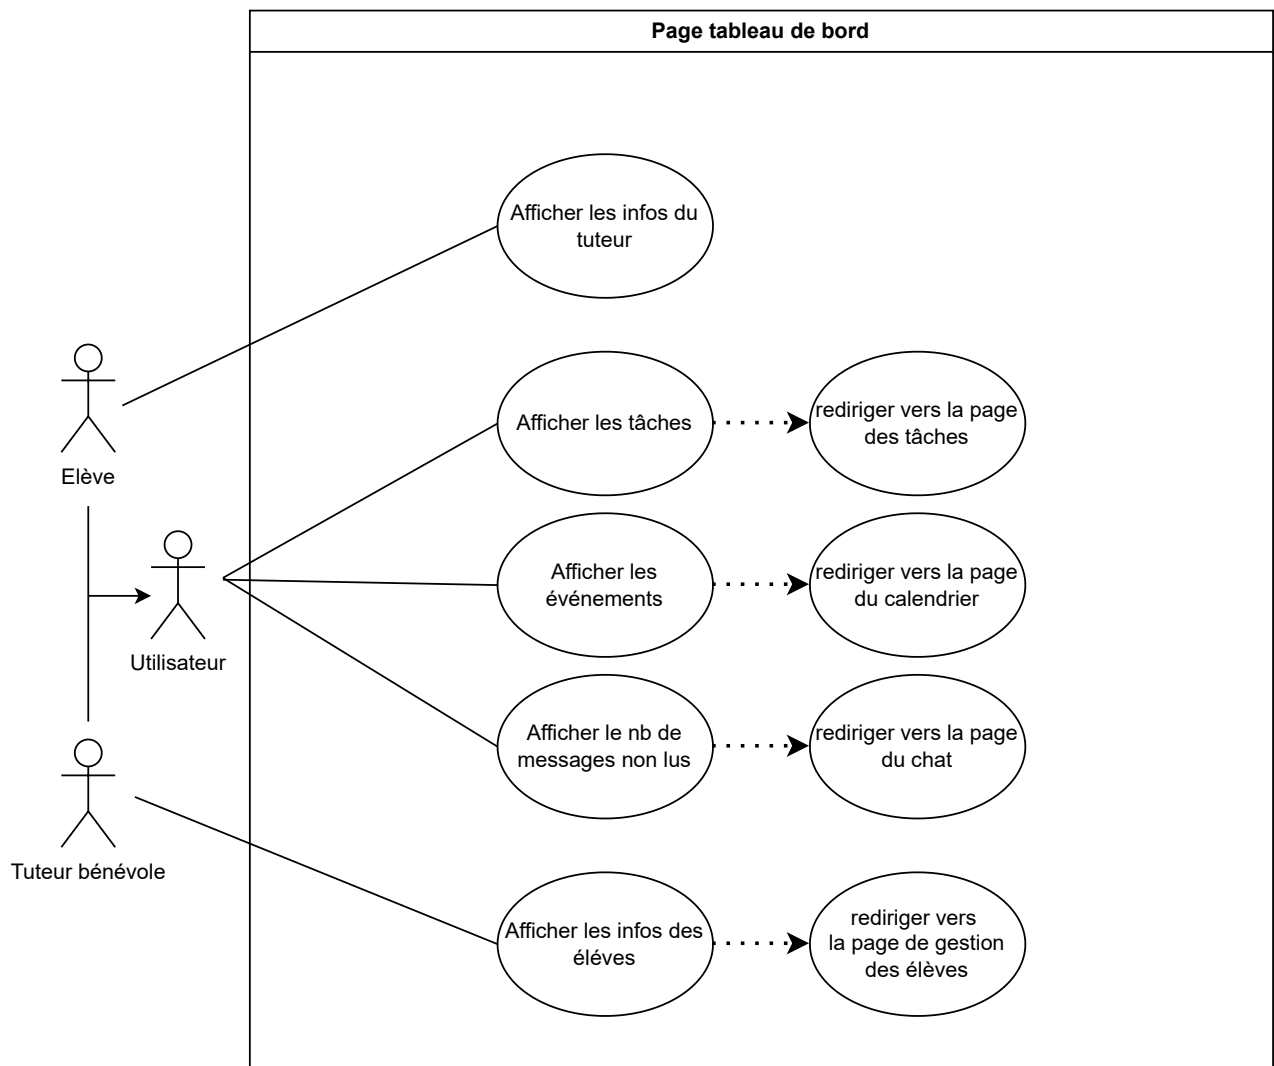 Page tableau de bord
Afficher les infos du
tuteur
Elève
Afficher les tâches
rediriger vers la page
des tâches
Utilisateur
Afficher les
événements
rediriger vers la page
du calendrier
Afficher le nb de
messages non lus
rediriger vers la page
du chat
Tuteur bénévole
Afficher les infos des
éléves
rediriger vers
la page de gestion
des élèves